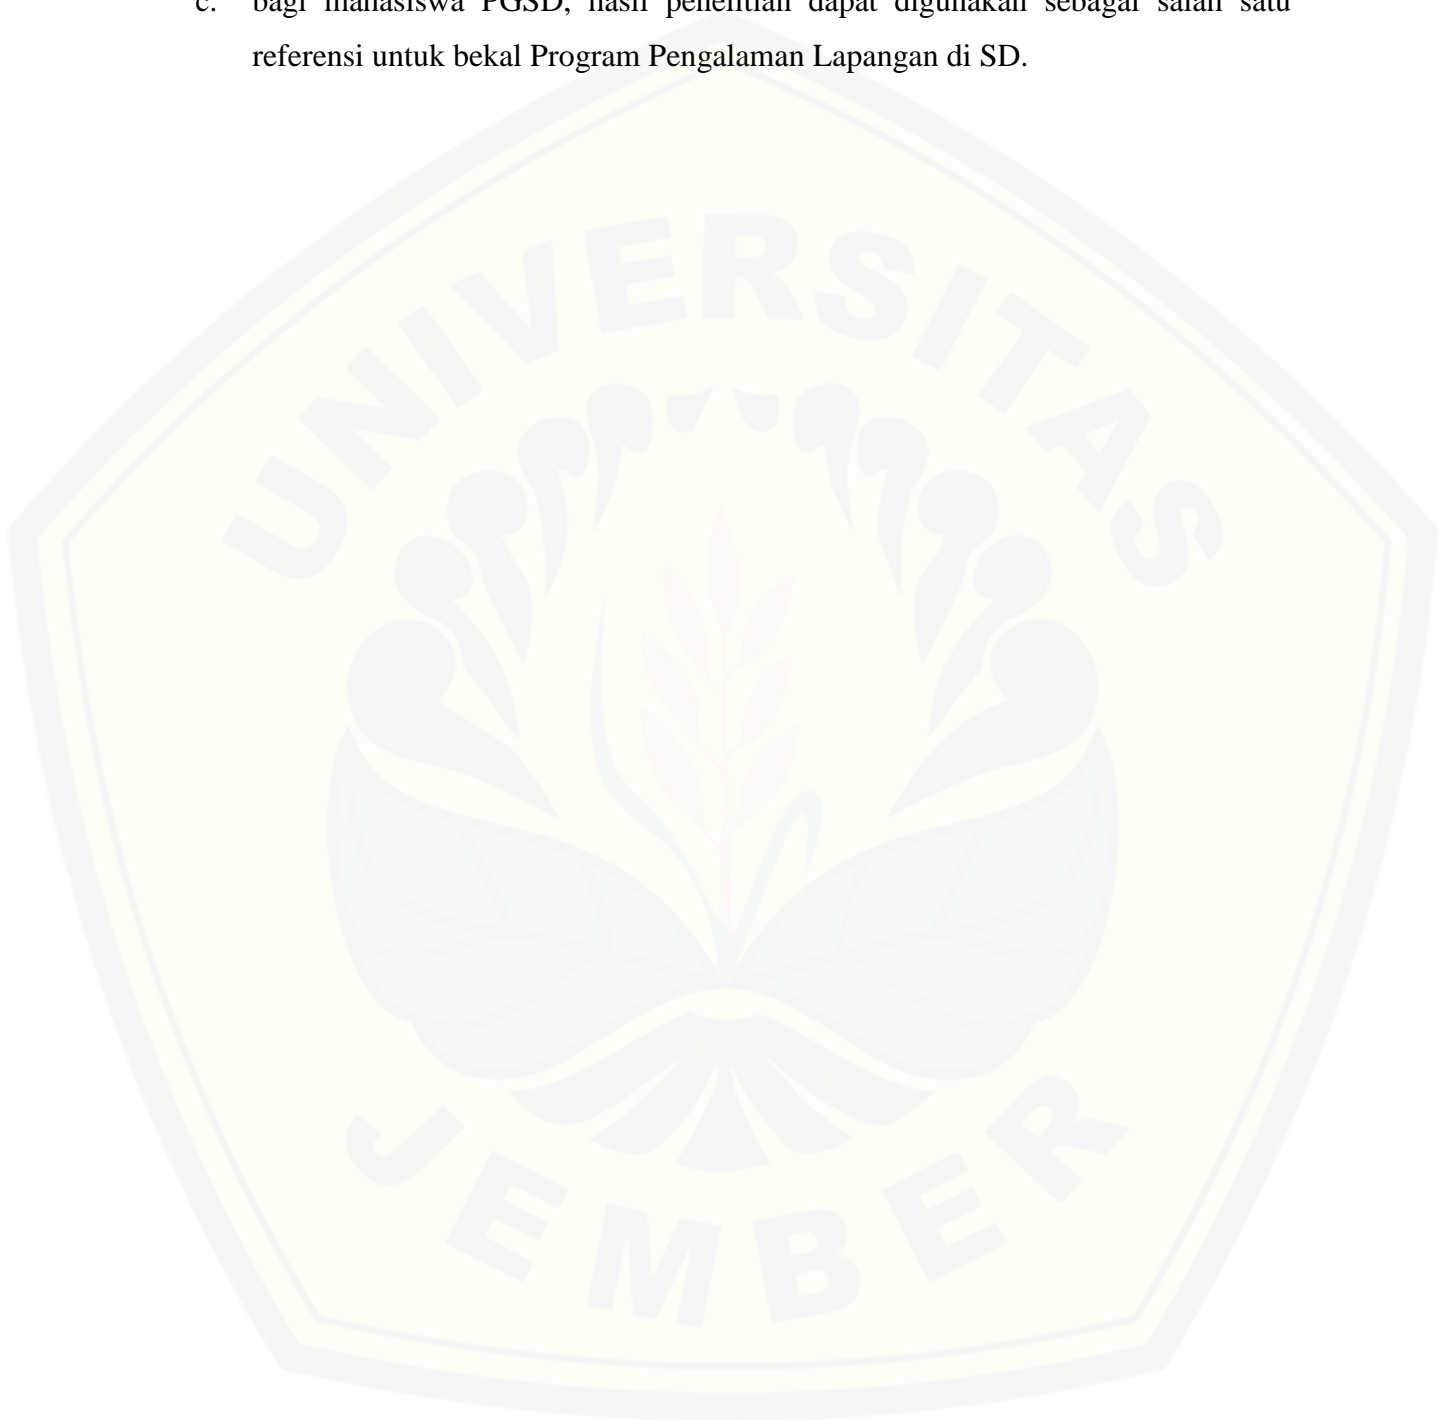 c. bagi mahasiswa PGSD, hasil penelitian dapat digunakan sebagai salah satu
referensi untuk bekal Program Pengalaman Lapangan di SD.
UNIVERSITAS
JEMBER